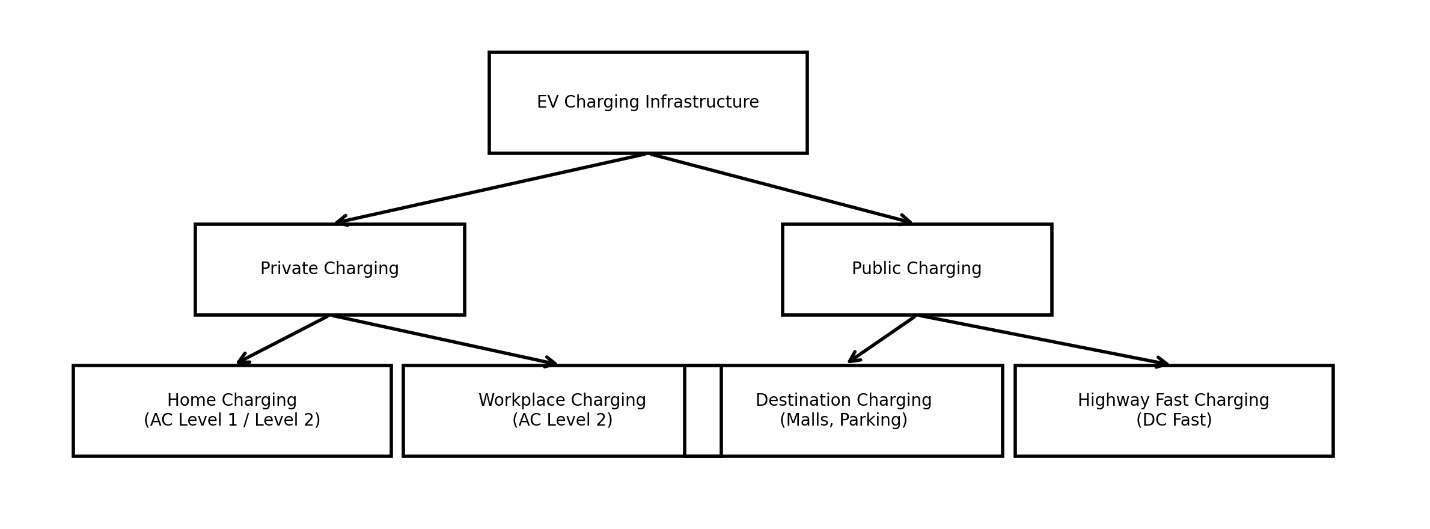 EV Charging Infrastructure
Private Charging
Public Charging
Home Charging
(AC Level 1 / Level 2)
Workplace Charging
(AC Level 2)
Destination Charging
(Malls, Parking)
Highway Fast Charging
(DC Fast)